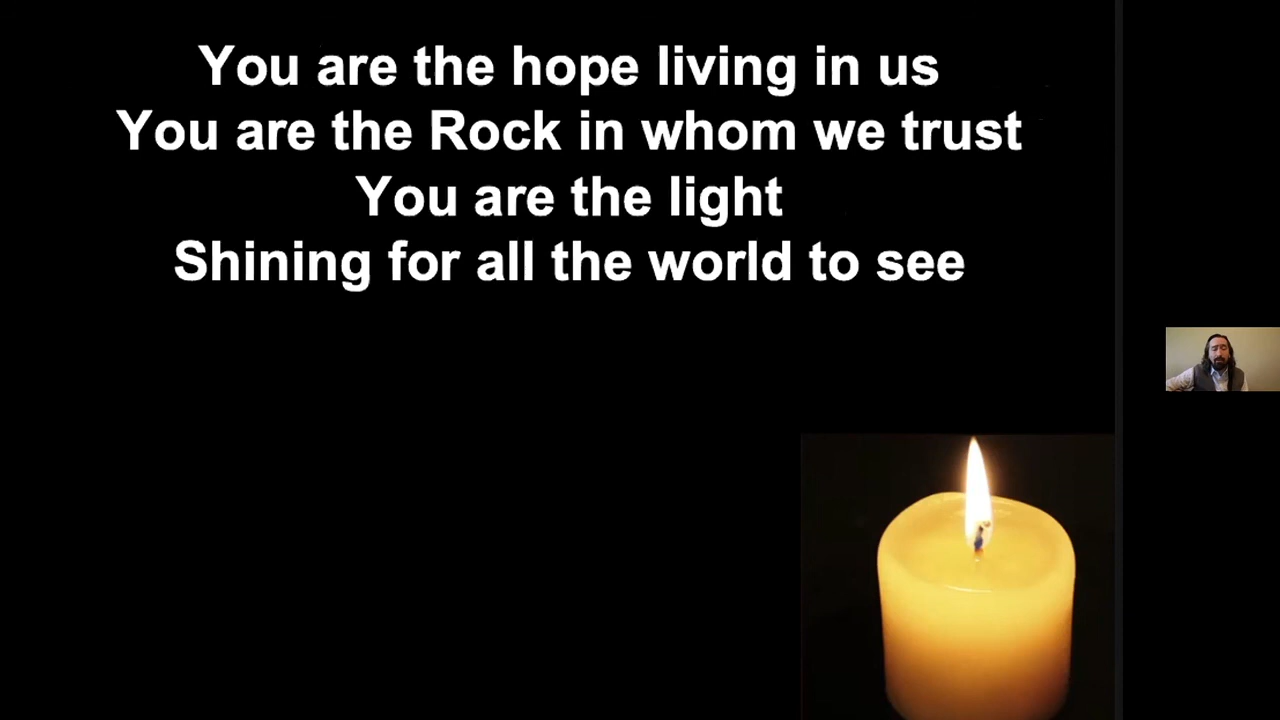 You are the hope living in us
You are the Rock in whom we trust
You are the light
Shining for all the world to see